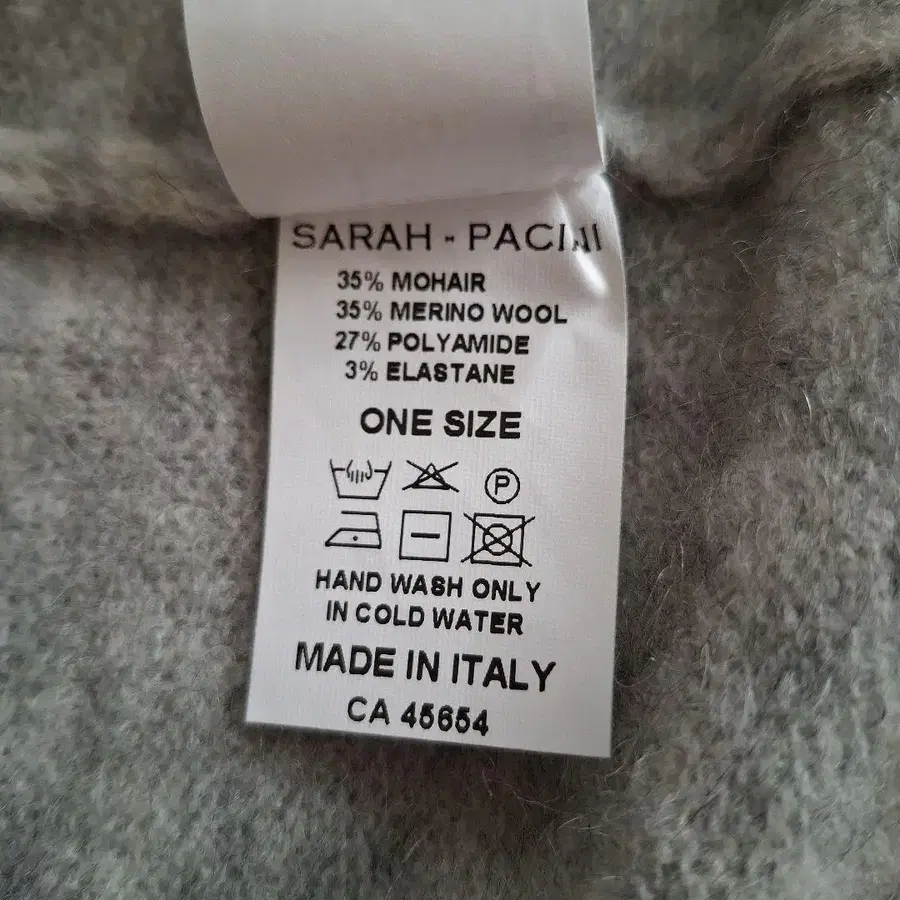 SARAH - PACINI
35% MOHAIR
35% MERINO WOOL
27% POLYAMIDE
3% ELASTANE
ONE SIZE
P
HAND WASH ONLY
IN COLD WATER
MADE IN ITALY
CA 45654